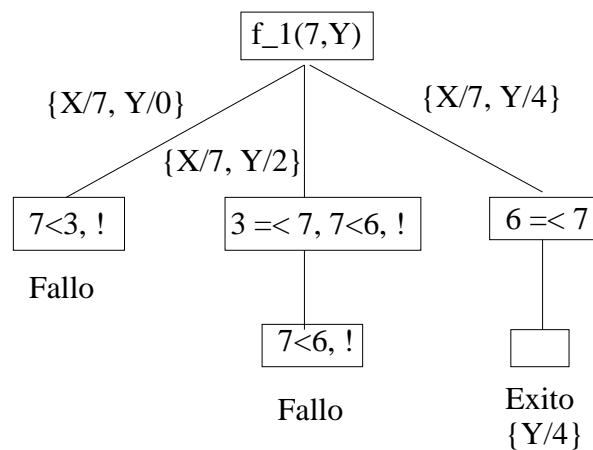 f_1(7,Y)
{X/7, Y/0}
{X/7, Y/4}
{X/7, Y/2}
7<3, !
3 =< 7, 7<6, !
6 =< 7
Fallo
7<6, !
Fallo
Exito
{Y/4}